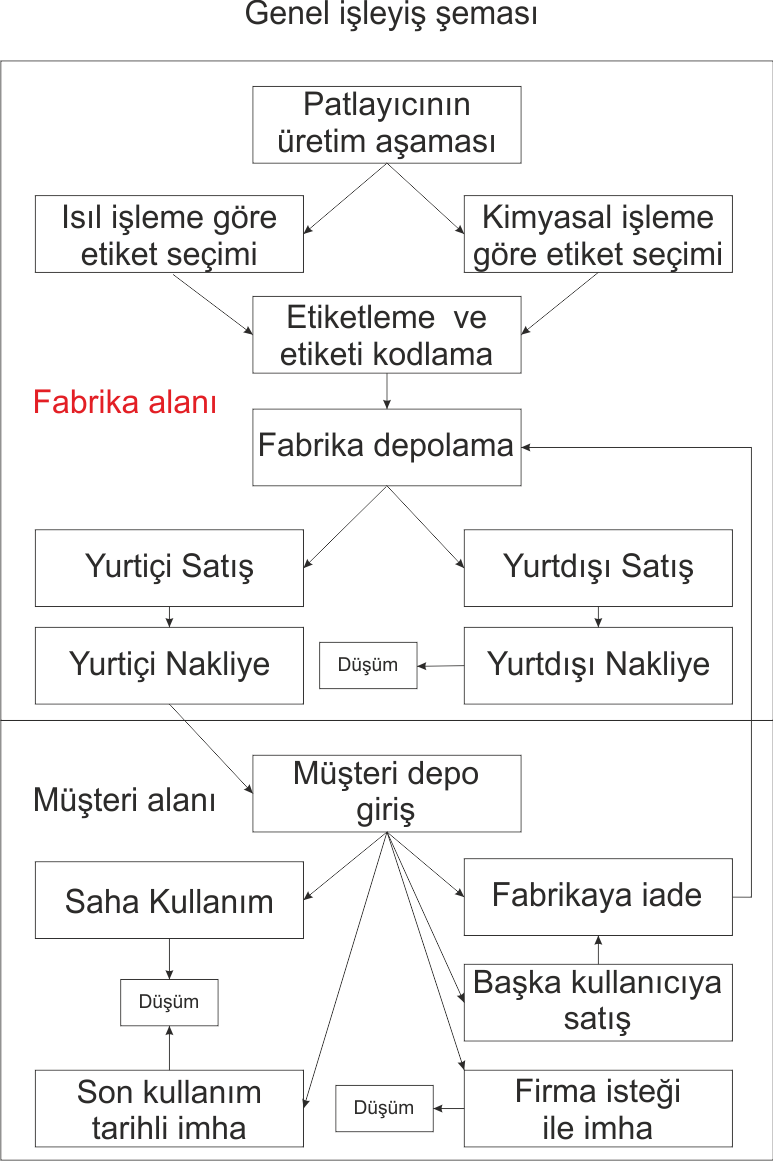 Genel işleyiş şeması
Patlayıcının
üretim aşaması
Isıl işleme göre
etiket seçimi
Kimyasal işleme
göre etiket seçimi
Etiketleme ve
etiketi kodlama
Fabrika alanı
Fabrika depolama
Yurtiçi Satış
Yurtdışı Satış
Yurtiçi Nakliye
Düşüm
Yurtdışı Nakliye
Müşteri depo
giriş
Müşteri alanı
Saha Kullanım
Fabrikaya iade
Düşüm
Başka kullanıcıya
satış
Son kullanım
tarihli imha
Düşüm
Firma isteği
ile imha